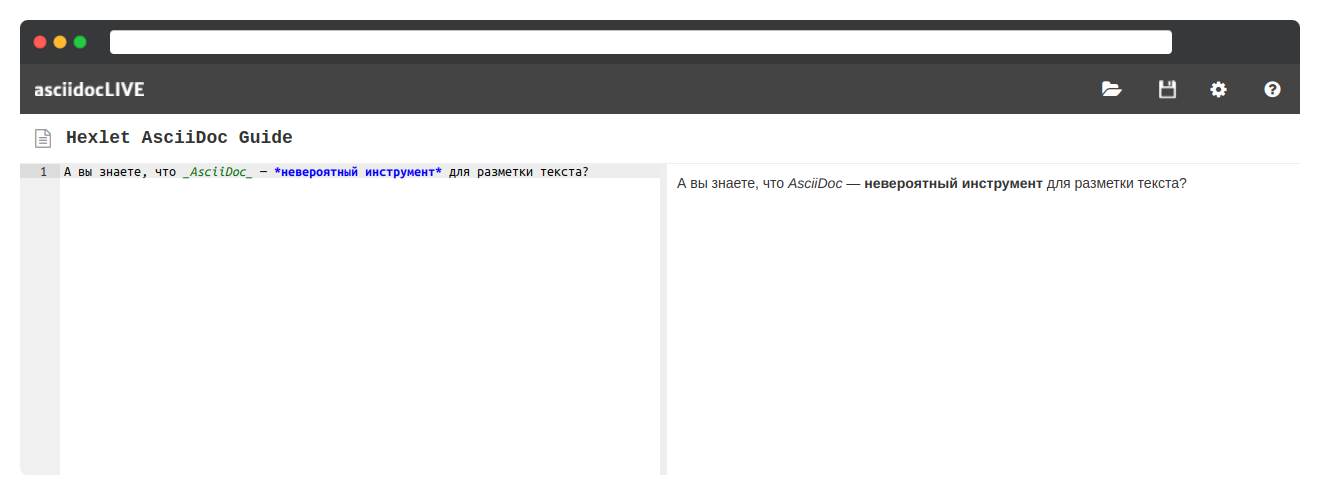 asciidocLIVE
Hexlet AsciiDoc Guide
1 А вы знаете, что _AsciiDoc_ — *невероятный инструмент* для разметки текста?
А вы знаете, что AsciiDoc — невероятный инструмент для разметки текста?